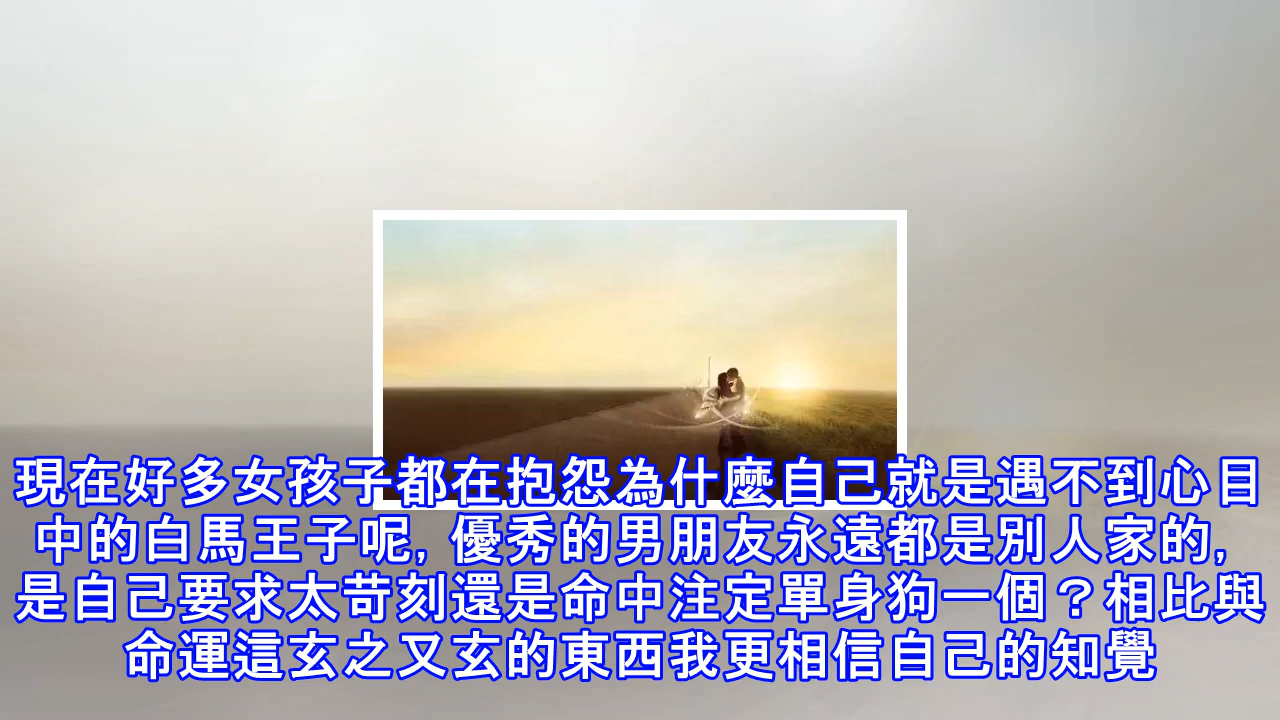 現在好多女孩子都在抱怨為什麼自己就是遇不到心目
中的白馬王子呢,優秀的男朋友永遠都是別人家的,
是自己要求太苛刻還是命中注定單身狗一個？相比與
命運這玄之又玄的東西我更相信自己的知覺